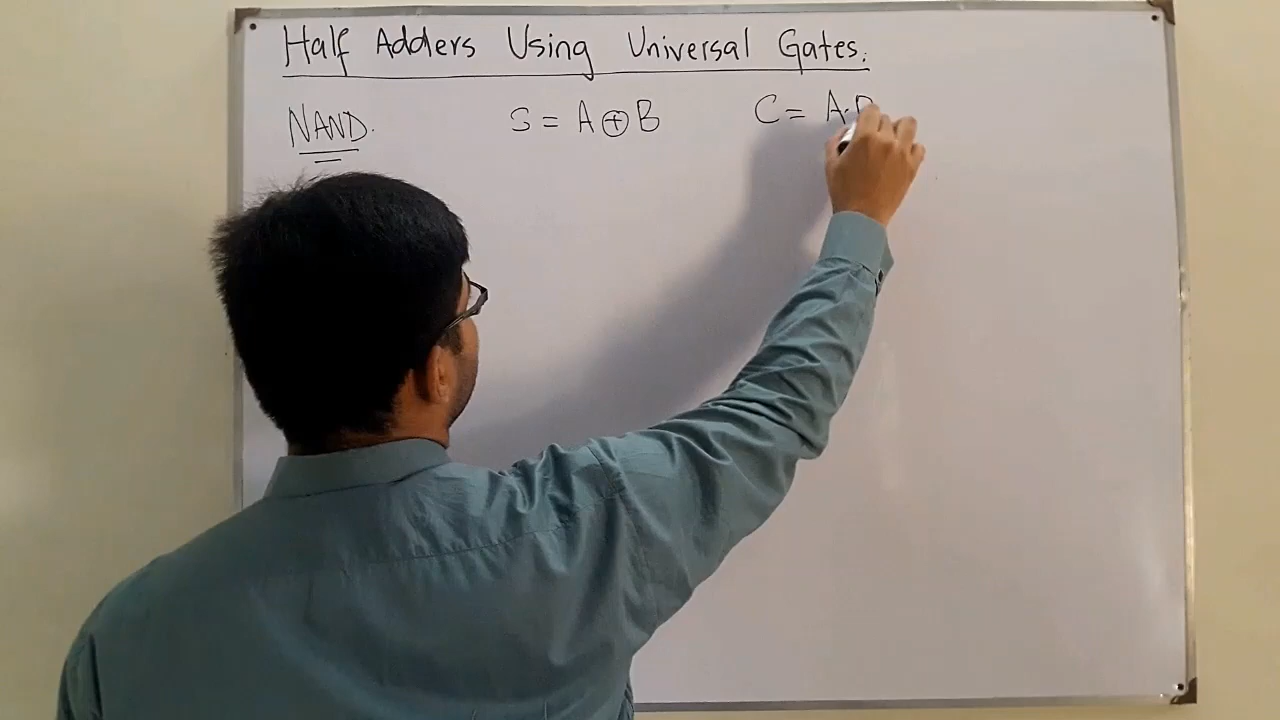 Half Adders Using Universal Gates.
NAND. S = A ⊕ B C = A·B